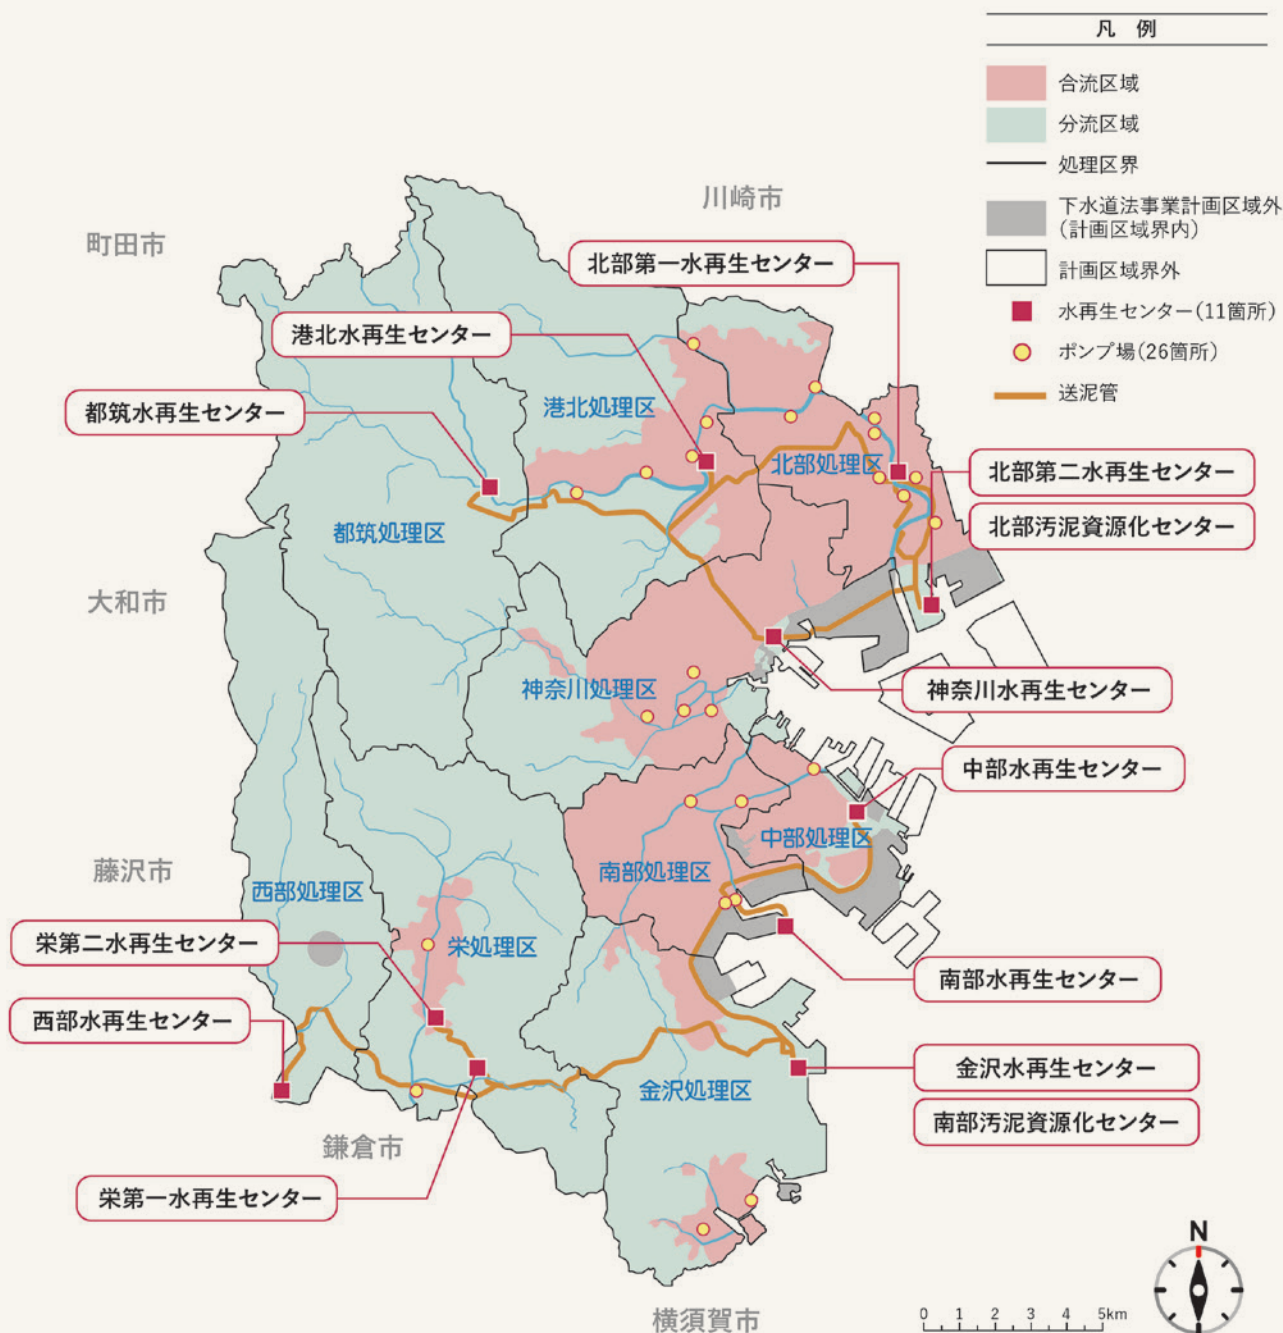 凡 例
合流区域
分流区域
処理区界
下水道法事業計画区域外
(計画区域界内)
計画区域界外
水再生センター(11箇所)
ポンプ場(26箇所)
送泥管
川崎市
町田市
北部第一水再生センター
港北水再生センター
港北処理区
都筑水再生センター
北部処理区
北部第二水再生センター
北部汚泥資源化センター
都筑処理区
大和市
神奈川処理区
神奈川水再生センター
中部水再生センター
中部処理区
藤沢市
南部処理区
西部処理区
栄第二水再生センター
栄処理区
南部水再生センター
西部水再生センター
金沢水再生センター
金沢処理区
南部汚泥資源化センター
鎌倉市
栄第一水再生センター
横須賀市
N
0 1 2 3 4 5km